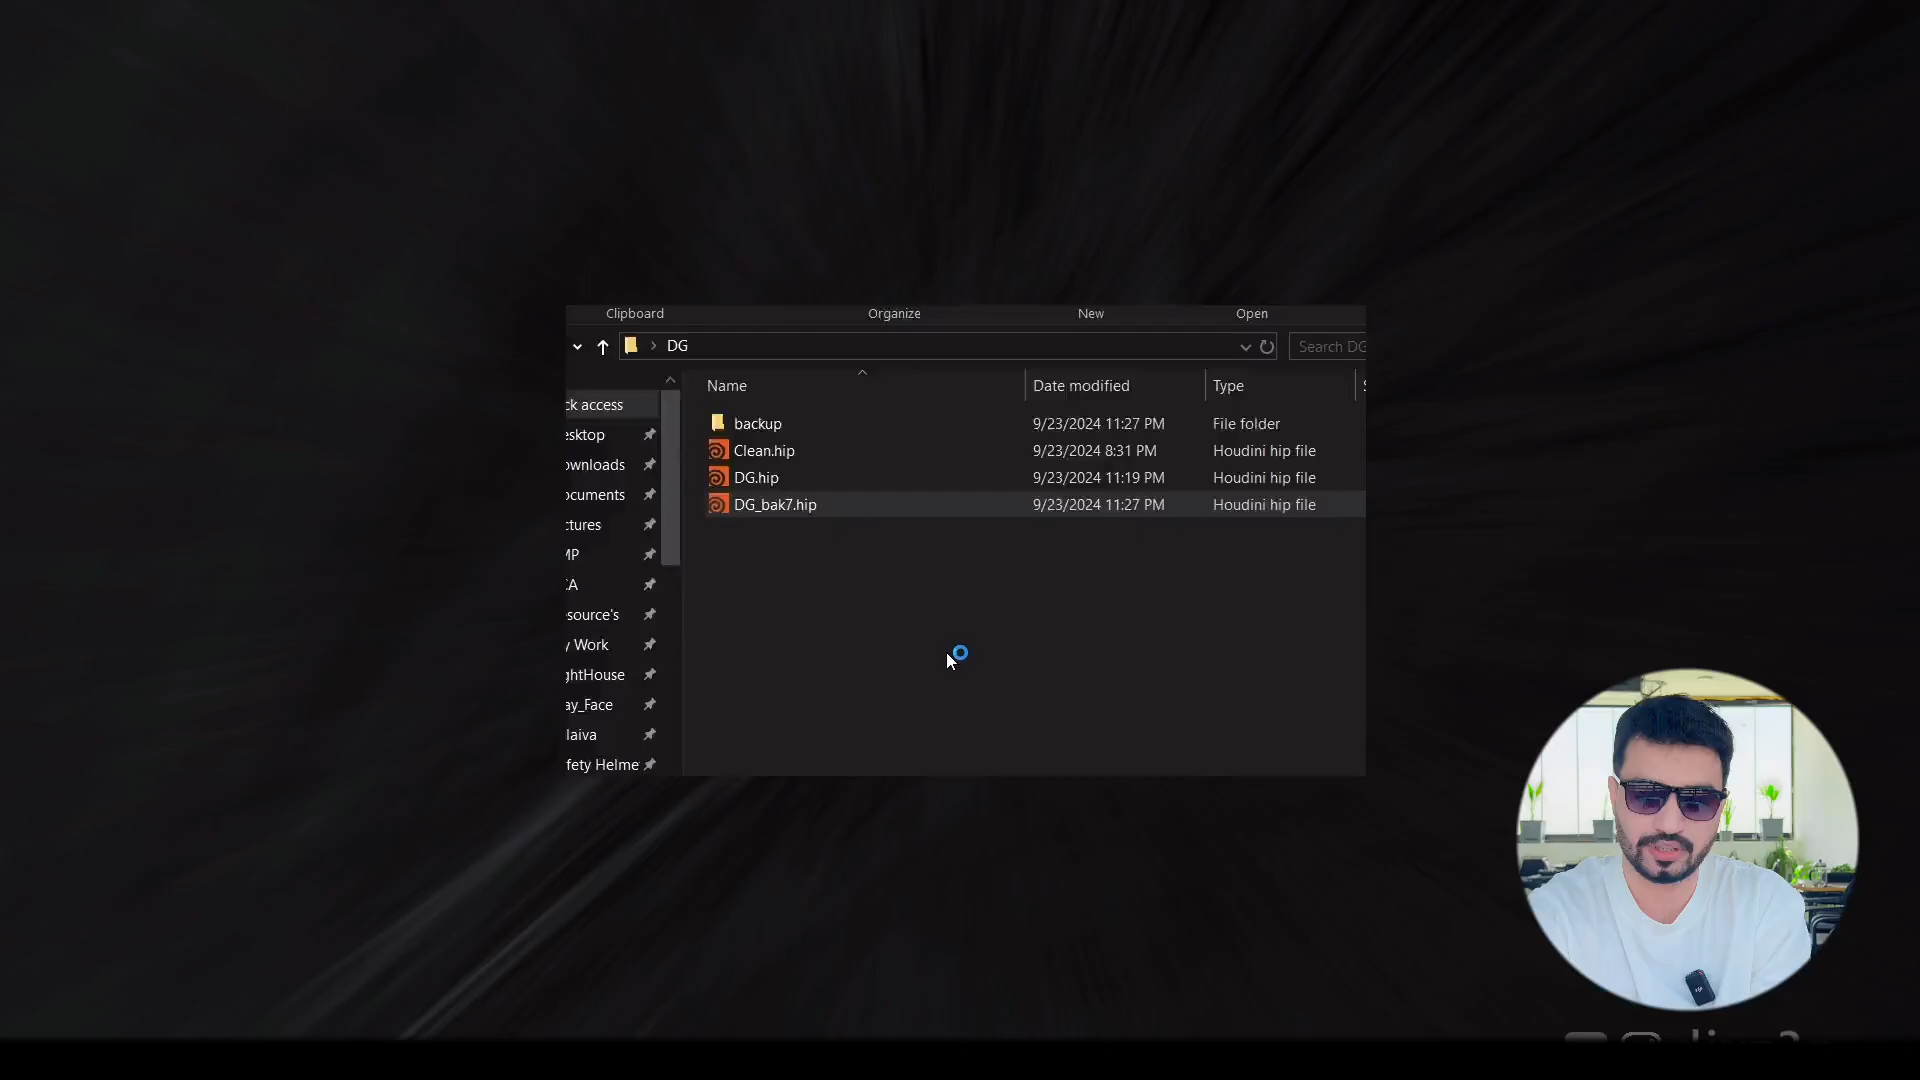 Clipboard Organize New Open
DG Search DG
Name Date modified Type
backup 9/23/2024 11:27 PM File folder
Clean.hip 9/23/2024 8:31 PM Houdini hip file
DG.hip 9/23/2024 11:19 PM Houdini hip file
DG_bak7.hip 9/23/2024 11:27 PM Houdini hip file
ck access
esktop
ownloads
ocuments
ctures
MP
CA
esource's
y Work
ghtHouse
ay_Face
laiva
fety Helme